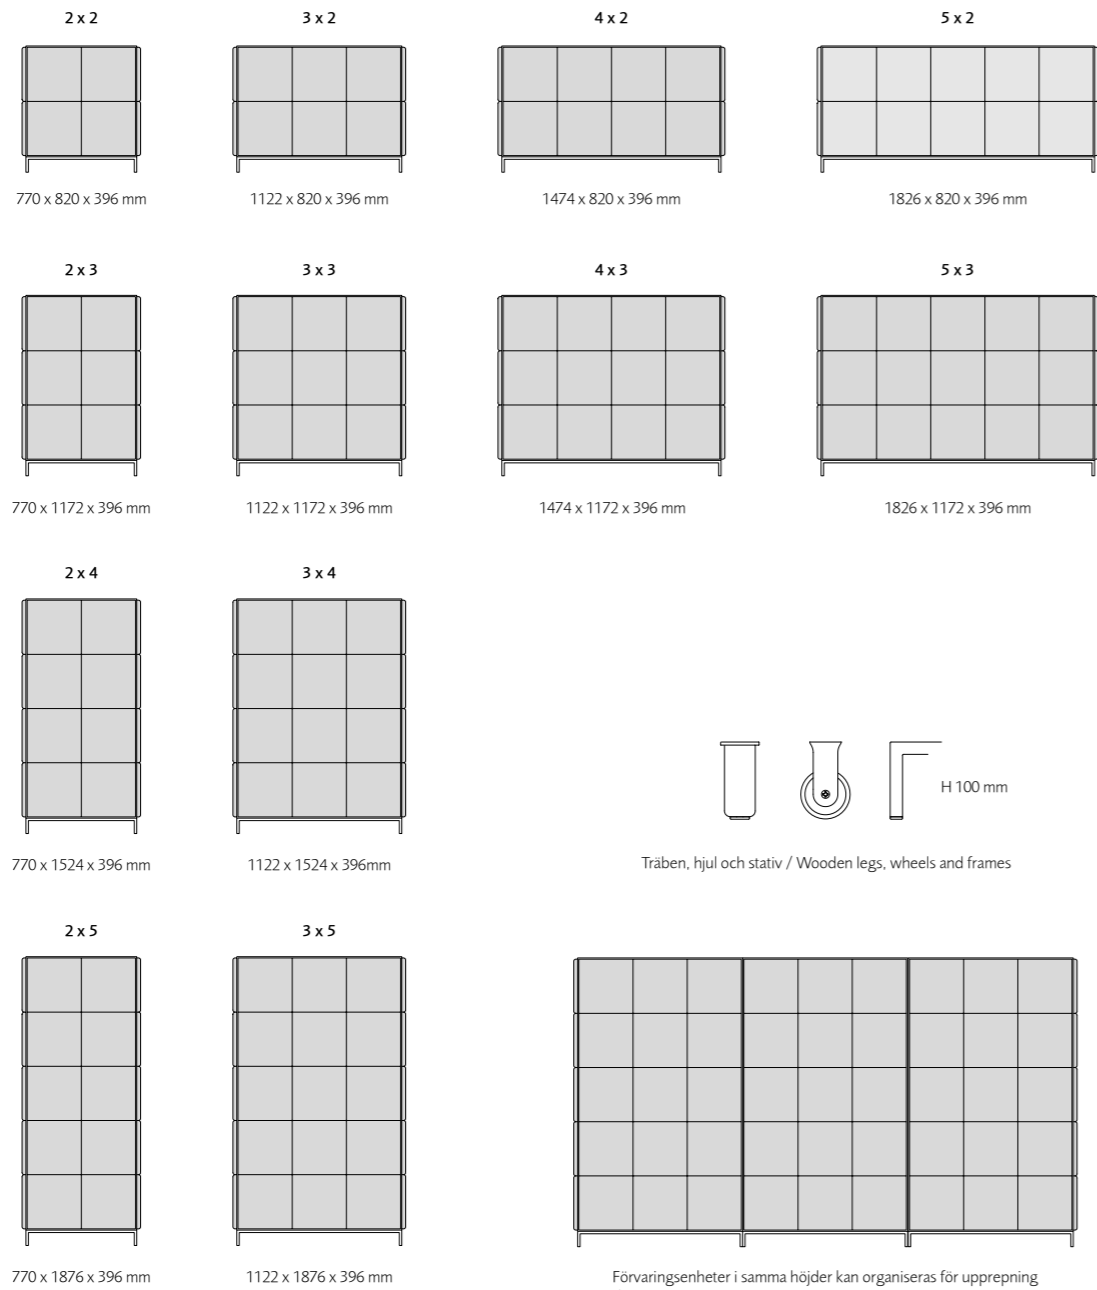 2 x 2
3 x 2
4 x 2
5 x 2
770 x 820 x 396 mm
1122 x 820 x 396 mm
1474 x 820 x 396 mm
1826 x 820 x 396 mm
2 x 3
3 x 3
4 x 3
5 x 3
770 x 1172 x 396 mm
1122 x 1172 x 396 mm
1474 x 1172 x 396 mm
1826 x 1172 x 396 mm
2 x 4
3 x 4
H 100 mm
770 x 1524 x 396 mm
1122 x 1524 x 396mm
Träben, hjul och stativ / Wooden legs, wheels and frames
2 x 5
3 x 5
770 x 1876 x 396 mm
1122 x 1876 x 396 mm
Förvaringsenheter i samma höjder kan organiseras för upprepning